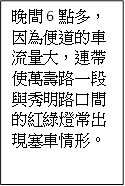 晚間6點多，
因為便道的車
流量大，連帶
使萬壽路一段
與秀明路口間
的紅綠燈常出
現塞車情形。